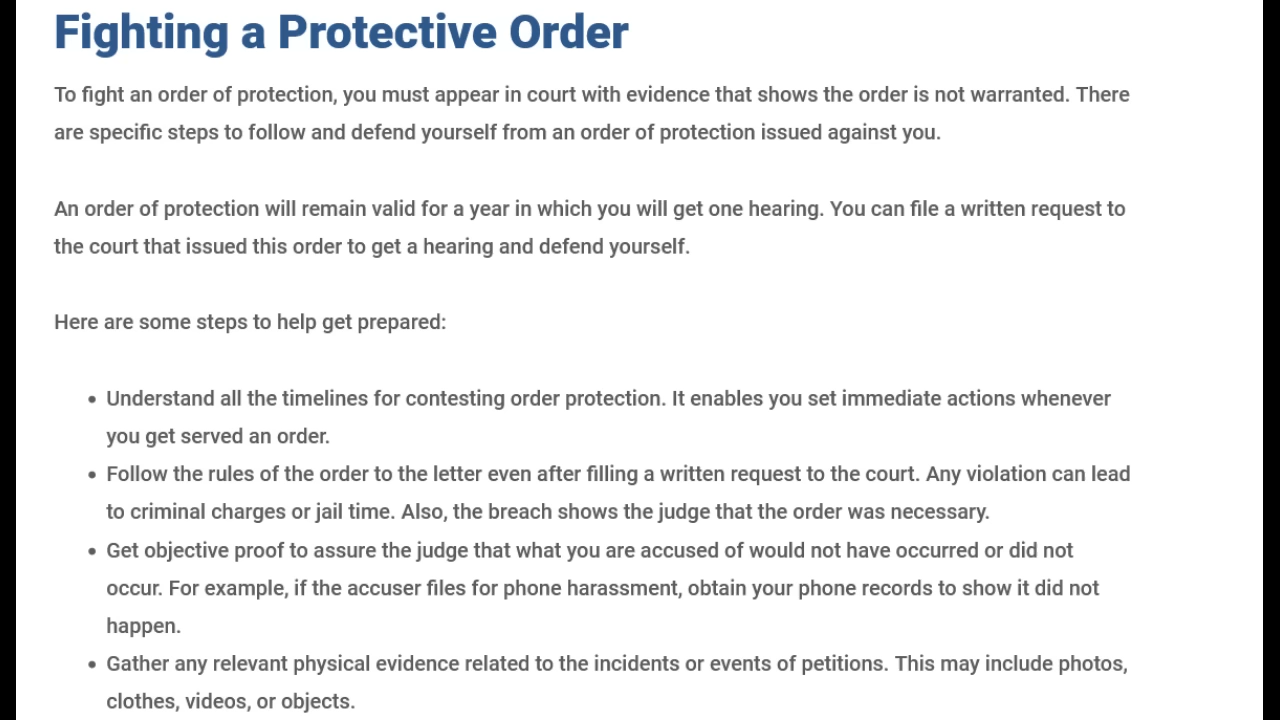 Fighting a Protective Order
To fight an order of protection, you must appear in court with evidence that shows the order is not warranted. There
are specific steps to follow and defend yourself from an order of protection issued against you.
An order of protection will remain valid for a year in which you will get one hearing. You can file a written request to
the court that issued this order to get a hearing and defend yourself.
Here are some steps to help get prepared:
• Understand all the timelines for contesting order protection. It enables you set immediate actions whenever
you get served an order.
• Follow the rules of the order to the letter even after filling a written request to the court. Any violation can lead
to criminal charges or jail time. Also, the breach shows the judge that the order was necessary.
• Get objective proof to assure the judge that what you are accused of would not have occurred or did not
occur. For example, if the accuser files for phone harassment, obtain your phone records to show it did not
happen.
• Gather any relevant physical evidence related to the incidents or events of petitions. This may include photos,
clothes, videos, or objects.